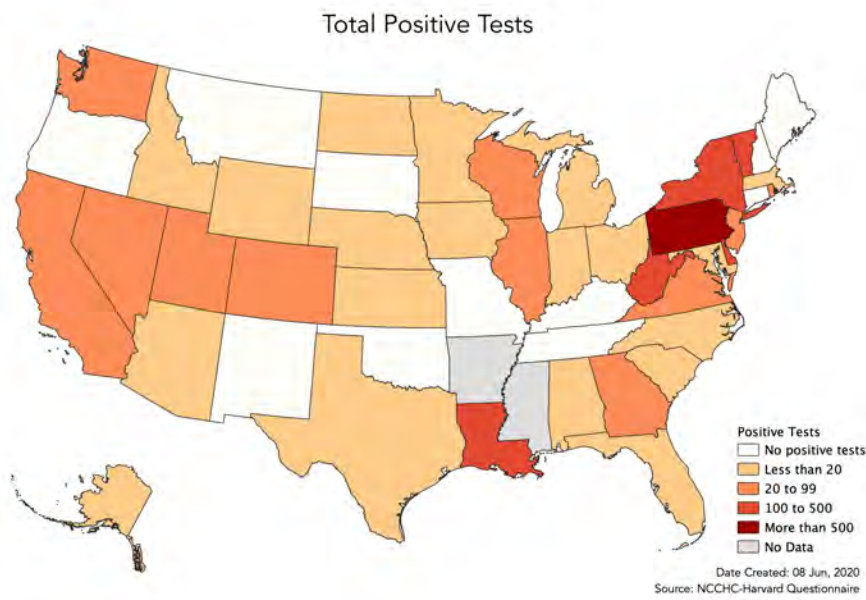 Total Positive Tests
Positive Tests
No positive tests
Less than 20
20 to 99
100 to 500
More than 500
No Data
Date Created: 08 Jun, 2020
Source: NCCHC-Harvard Questionnaire